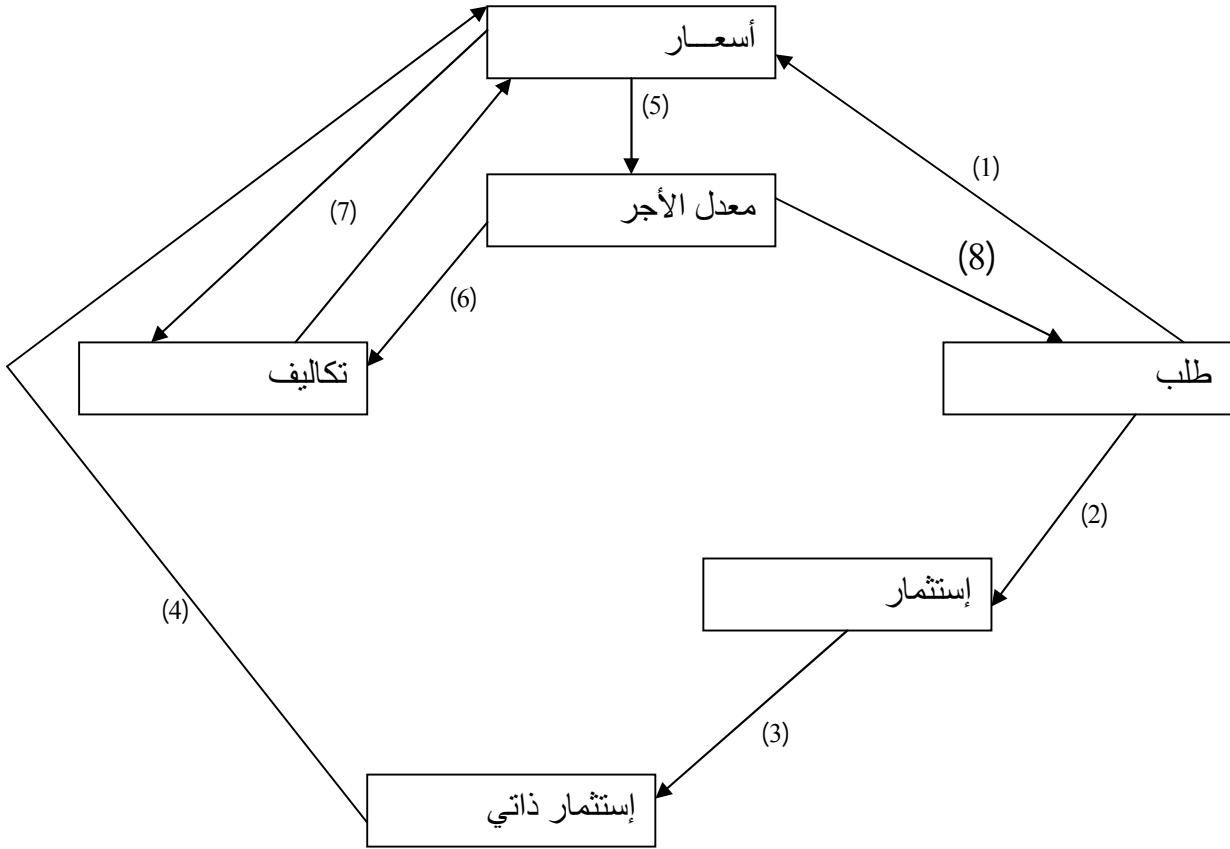 أسعـــار
(5)
(1)
معدل الأجر
(7)
(8)
(6)
تكاليف
طلب
(2)
إستثمار
(4)
(3)
إستثمار ذاتي